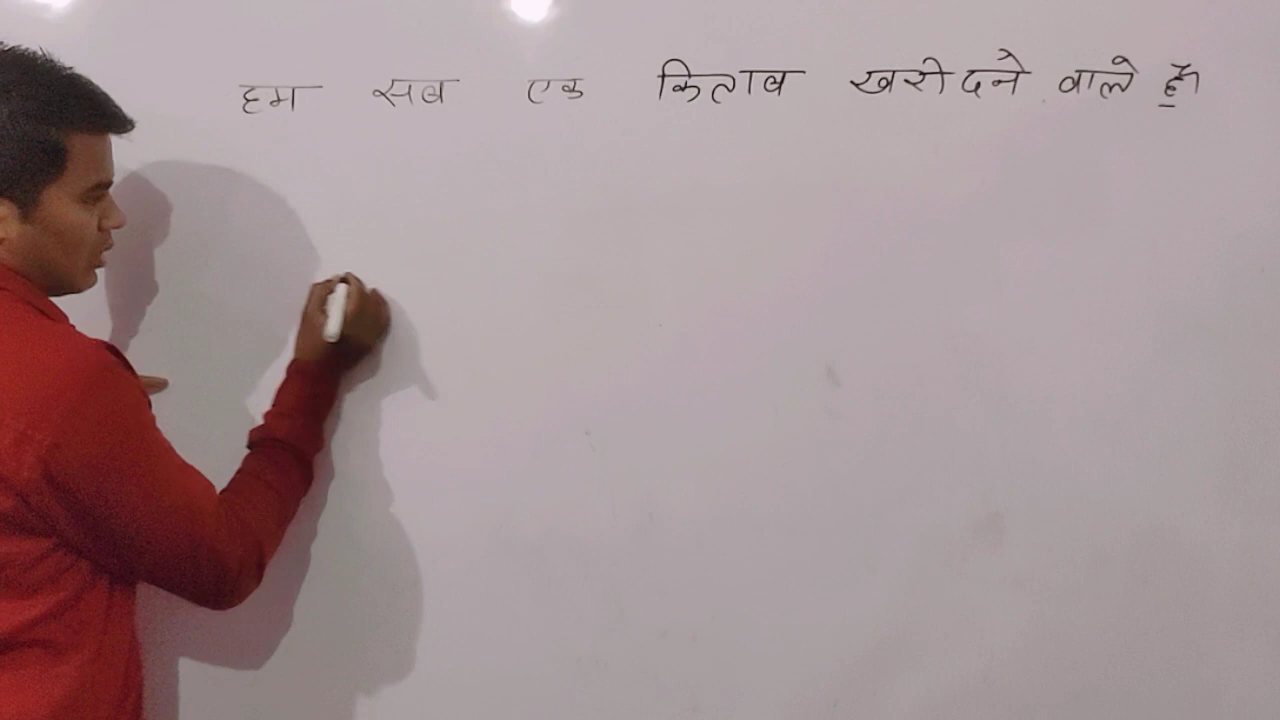 हम सब एक किताब खरीदने वाले हैं